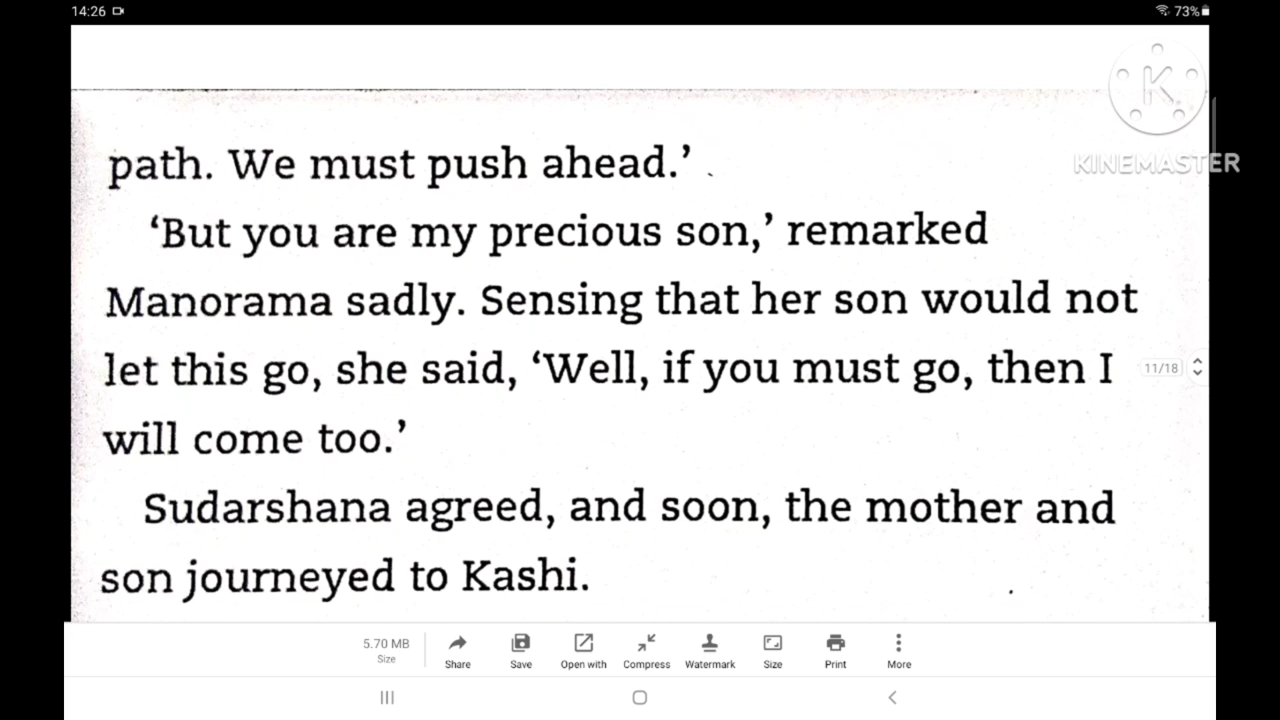 14:26
73%
KINEMASTER
path. We must push ahead.’
‘But you are my precious son,’ remarked
Manorama sadly. Sensing that her son would not
let this go, she said, ‘Well, if you must go, then I
11/18
will come too.’
Sudarshana agreed, and soon, the mother and
son journeyed to Kashi.
5.70 MB
Size
Share
Save
Open with
Compress
Watermark
Size
Print
More